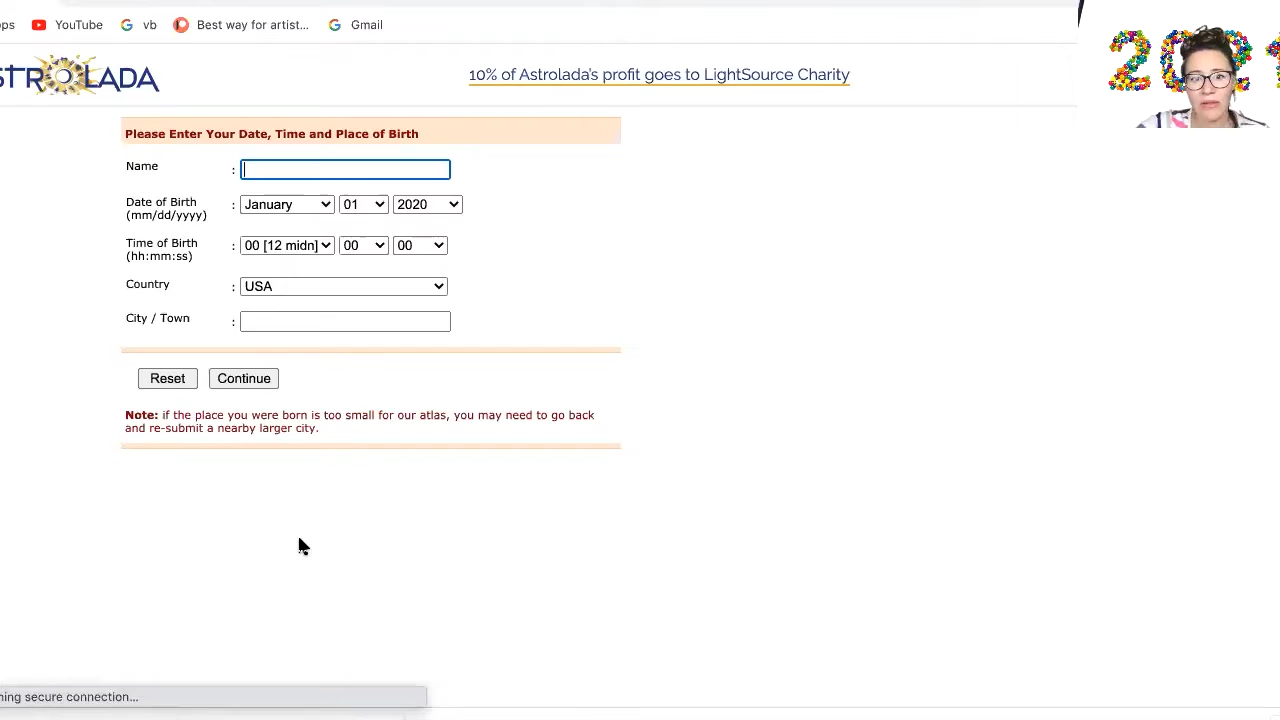 ops YouTube vb Best way for artist... Gmail
STROLADA 10% of Astrolada's profit goes to LightSource Charity
2021
Please Enter Your Date, Time and Place of Birth
Name :
Date of Birth : January 01 2020
(mm/dd/yyyy)
Time of Birth : 00 [12 midn] 00 00
(hh:mm:ss)
Country : USA
City / Town :
Reset Continue
Note: if the place you were born is too small for our atlas, you may need to go back
and re-submit a nearby larger city.
ning secure connection...